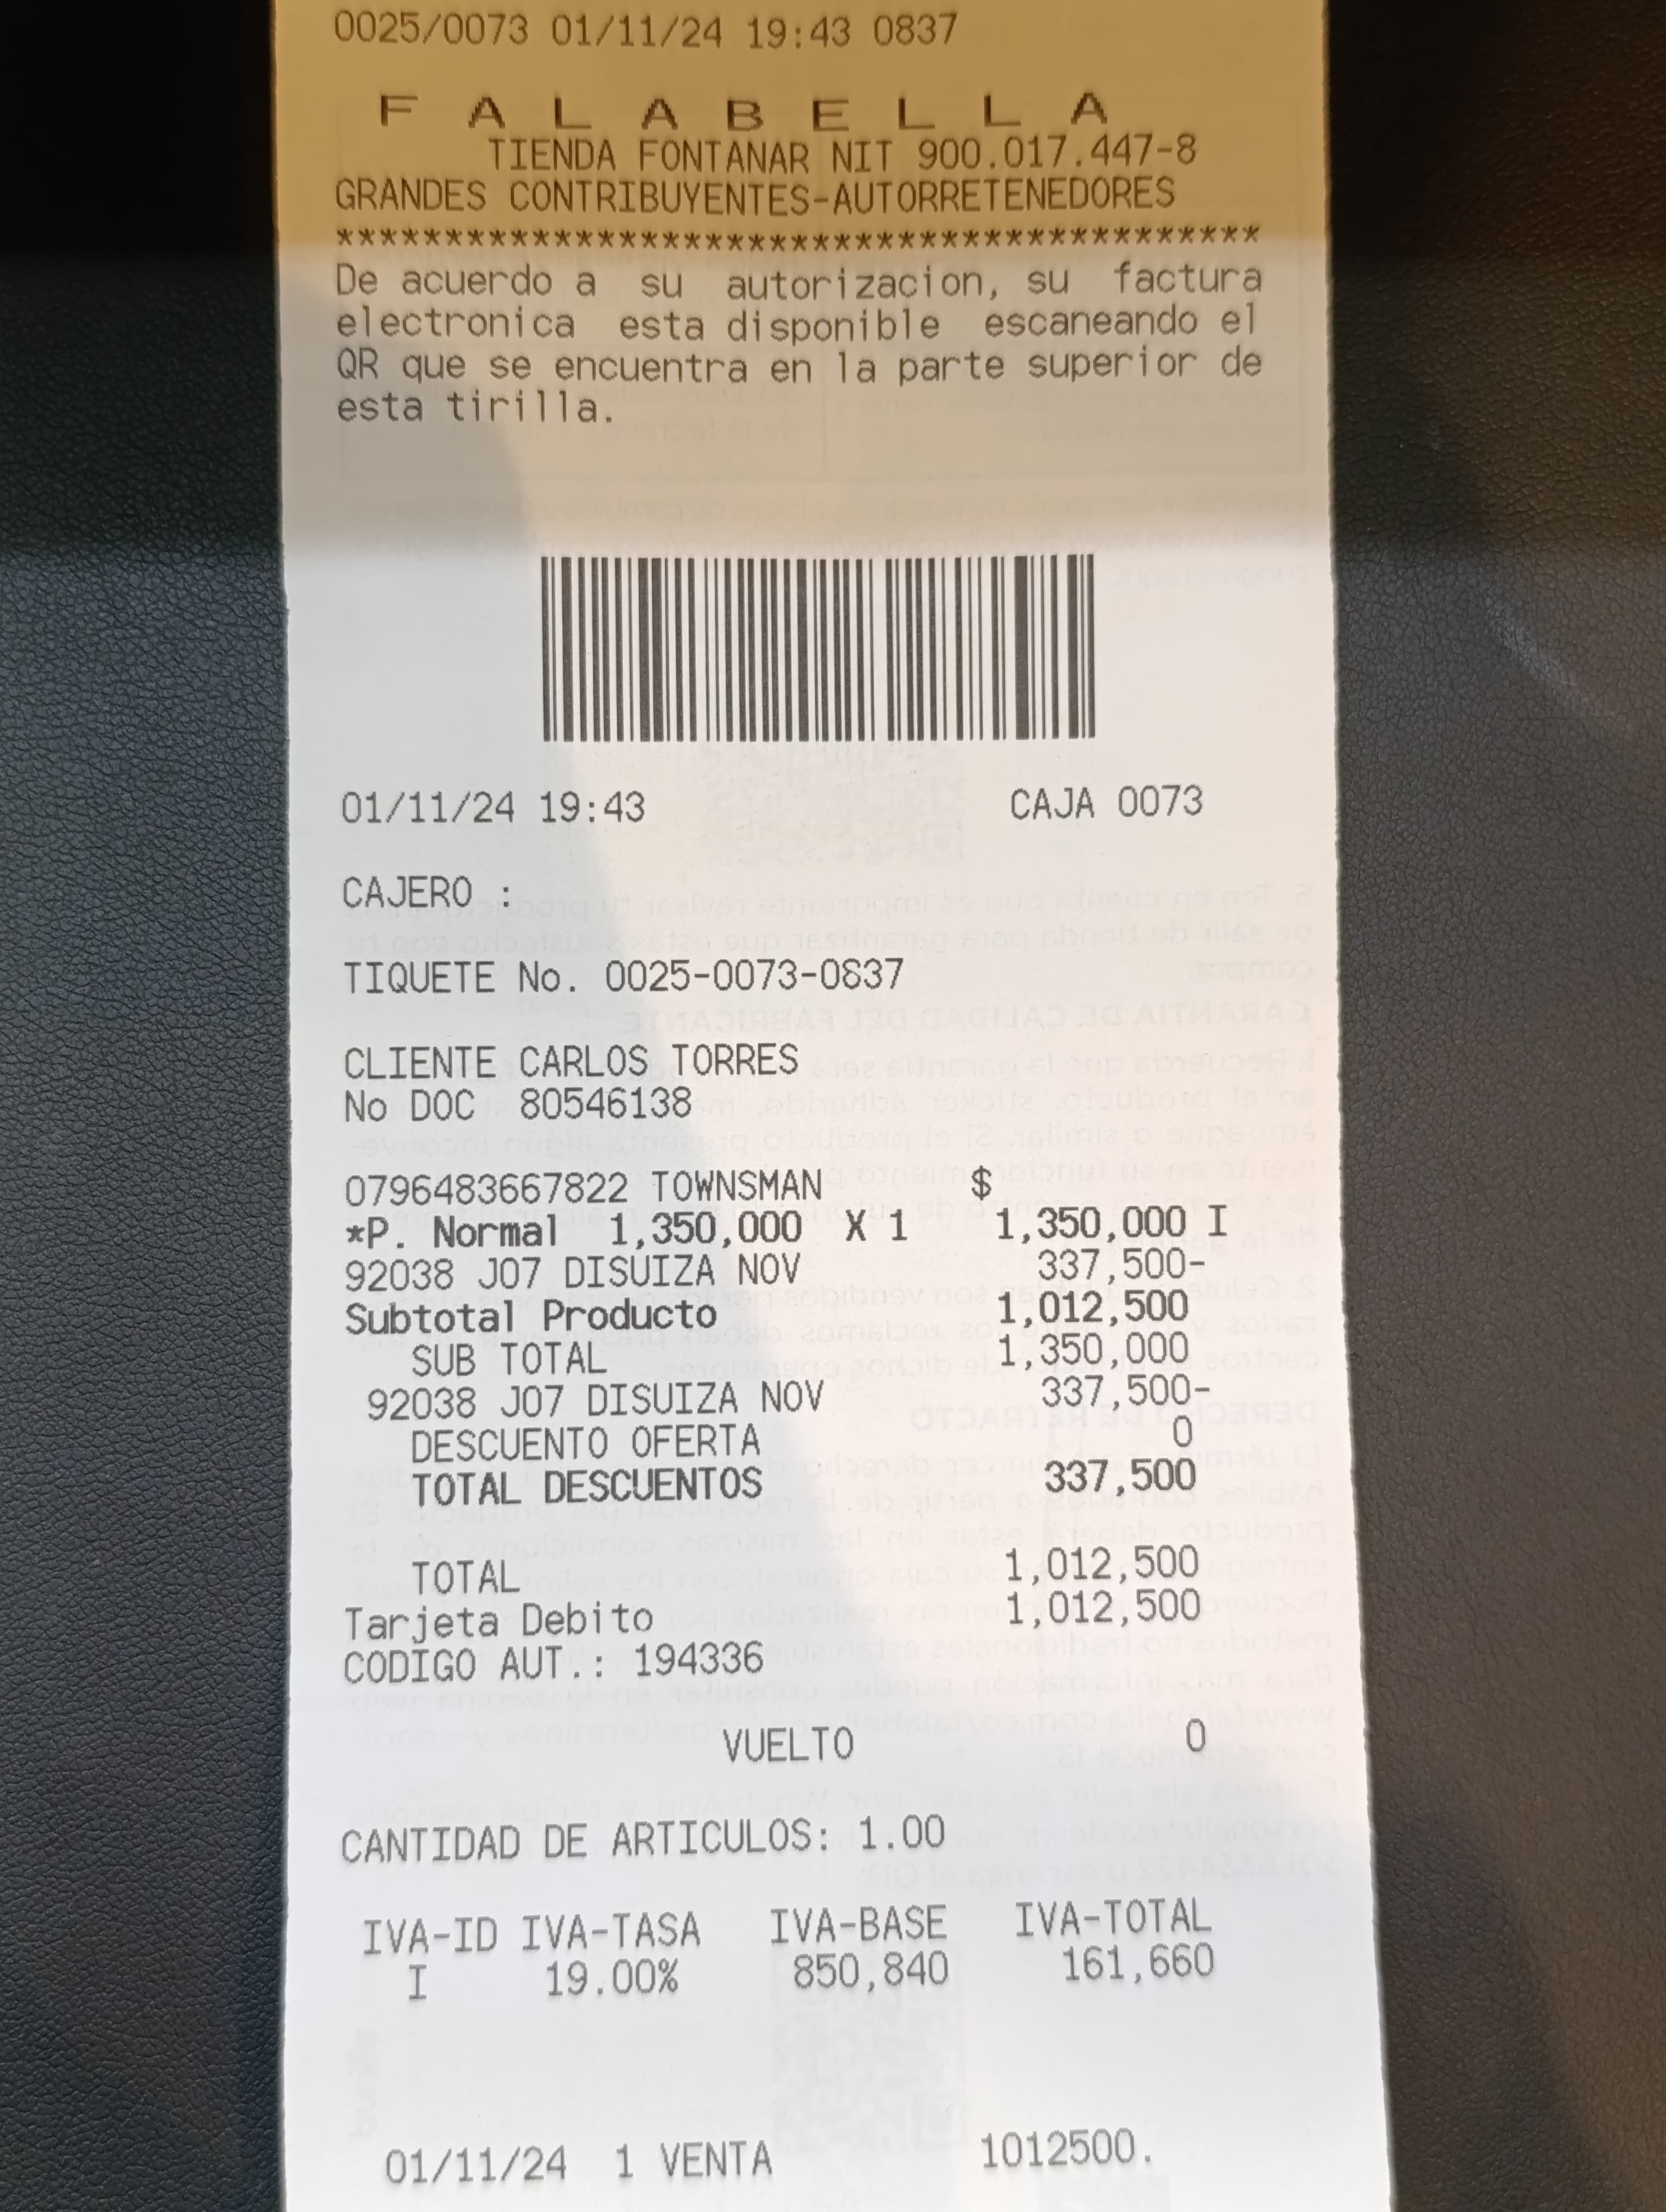 0025/0073 01/11/24 19:43 0837
FALABELLA
TIENDA FONTANAR NIT 900.017.447-8
GRANDES CONTRIBUYENTES-AUTORRETENEDORES
******************************************
De acuerdo a su autorizacion, su factura
electronica esta disponible escaneando el
QR que se encuentra en la parte superior de
esta tirilla.
01/11/24 19:43 CAJA 0073
CAJERO :
TIQUETE No. 0025-0073-0837
CLIENTE CARLOS TORRES
No DOC 80546138
0796483667822 TOWNSMAN $
*P. Normal 1,350,000 X 1 1,350,000 I
92038 J07 DISUIZA NOV 337,500-
Subtotal Producto 1,012,500
SUB TOTAL 1,350,000
92038 J07 DISUIZA NOV 337,500-
DESCUENTO OFERTA 0
TOTAL DESCUENTOS 337,500
TOTAL 1,012,500
Tarjeta Debito 1,012,500
CODIGO AUT.: 194336
VUELTO 0
CANTIDAD DE ARTICULOS: 1.00
IVA-ID IVA-TASA IVA-BASE IVA-TOTAL
I 19.00% 850,840 161,660
01/11/24 1 VENTA 1012500.